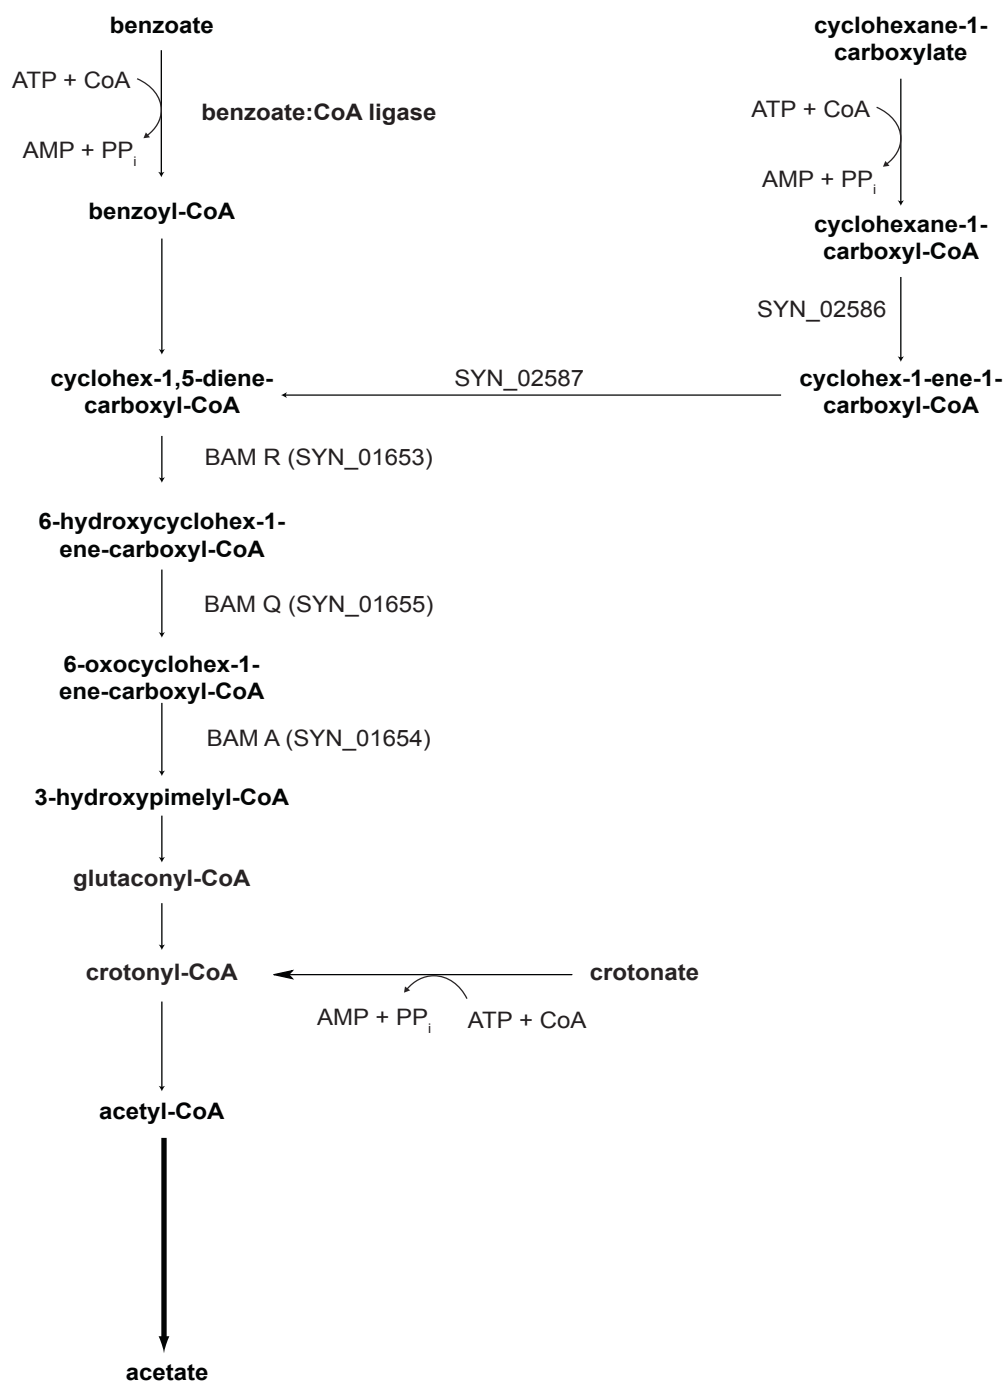 benzoate
ATP + CoA
benzoate:CoA ligase
AMP + PPi
benzoyl-CoA
cyclohexane-1-
carboxylate
ATP + CoA
AMP + PPi
cyclohexane-1-
carboxyl-CoA
SYN_02586
cyclohex-1,5-diene-
carboxyl-CoA
SYN_02587
cyclohex-1-ene-1-
carboxyl-CoA
BAM R (SYN_01653)
6-hydroxycyclohex-1-
ene-carboxyl-CoA
BAM Q (SYN_01655)
6-oxocyclohex-1-
ene-carboxyl-CoA
BAM A (SYN_01654)
3-hydroxypimelyl-CoA
glutaconyl-CoA
crotonyl-CoA
crotonate
AMP + PPi
ATP + CoA
acetyl-CoA
acetate